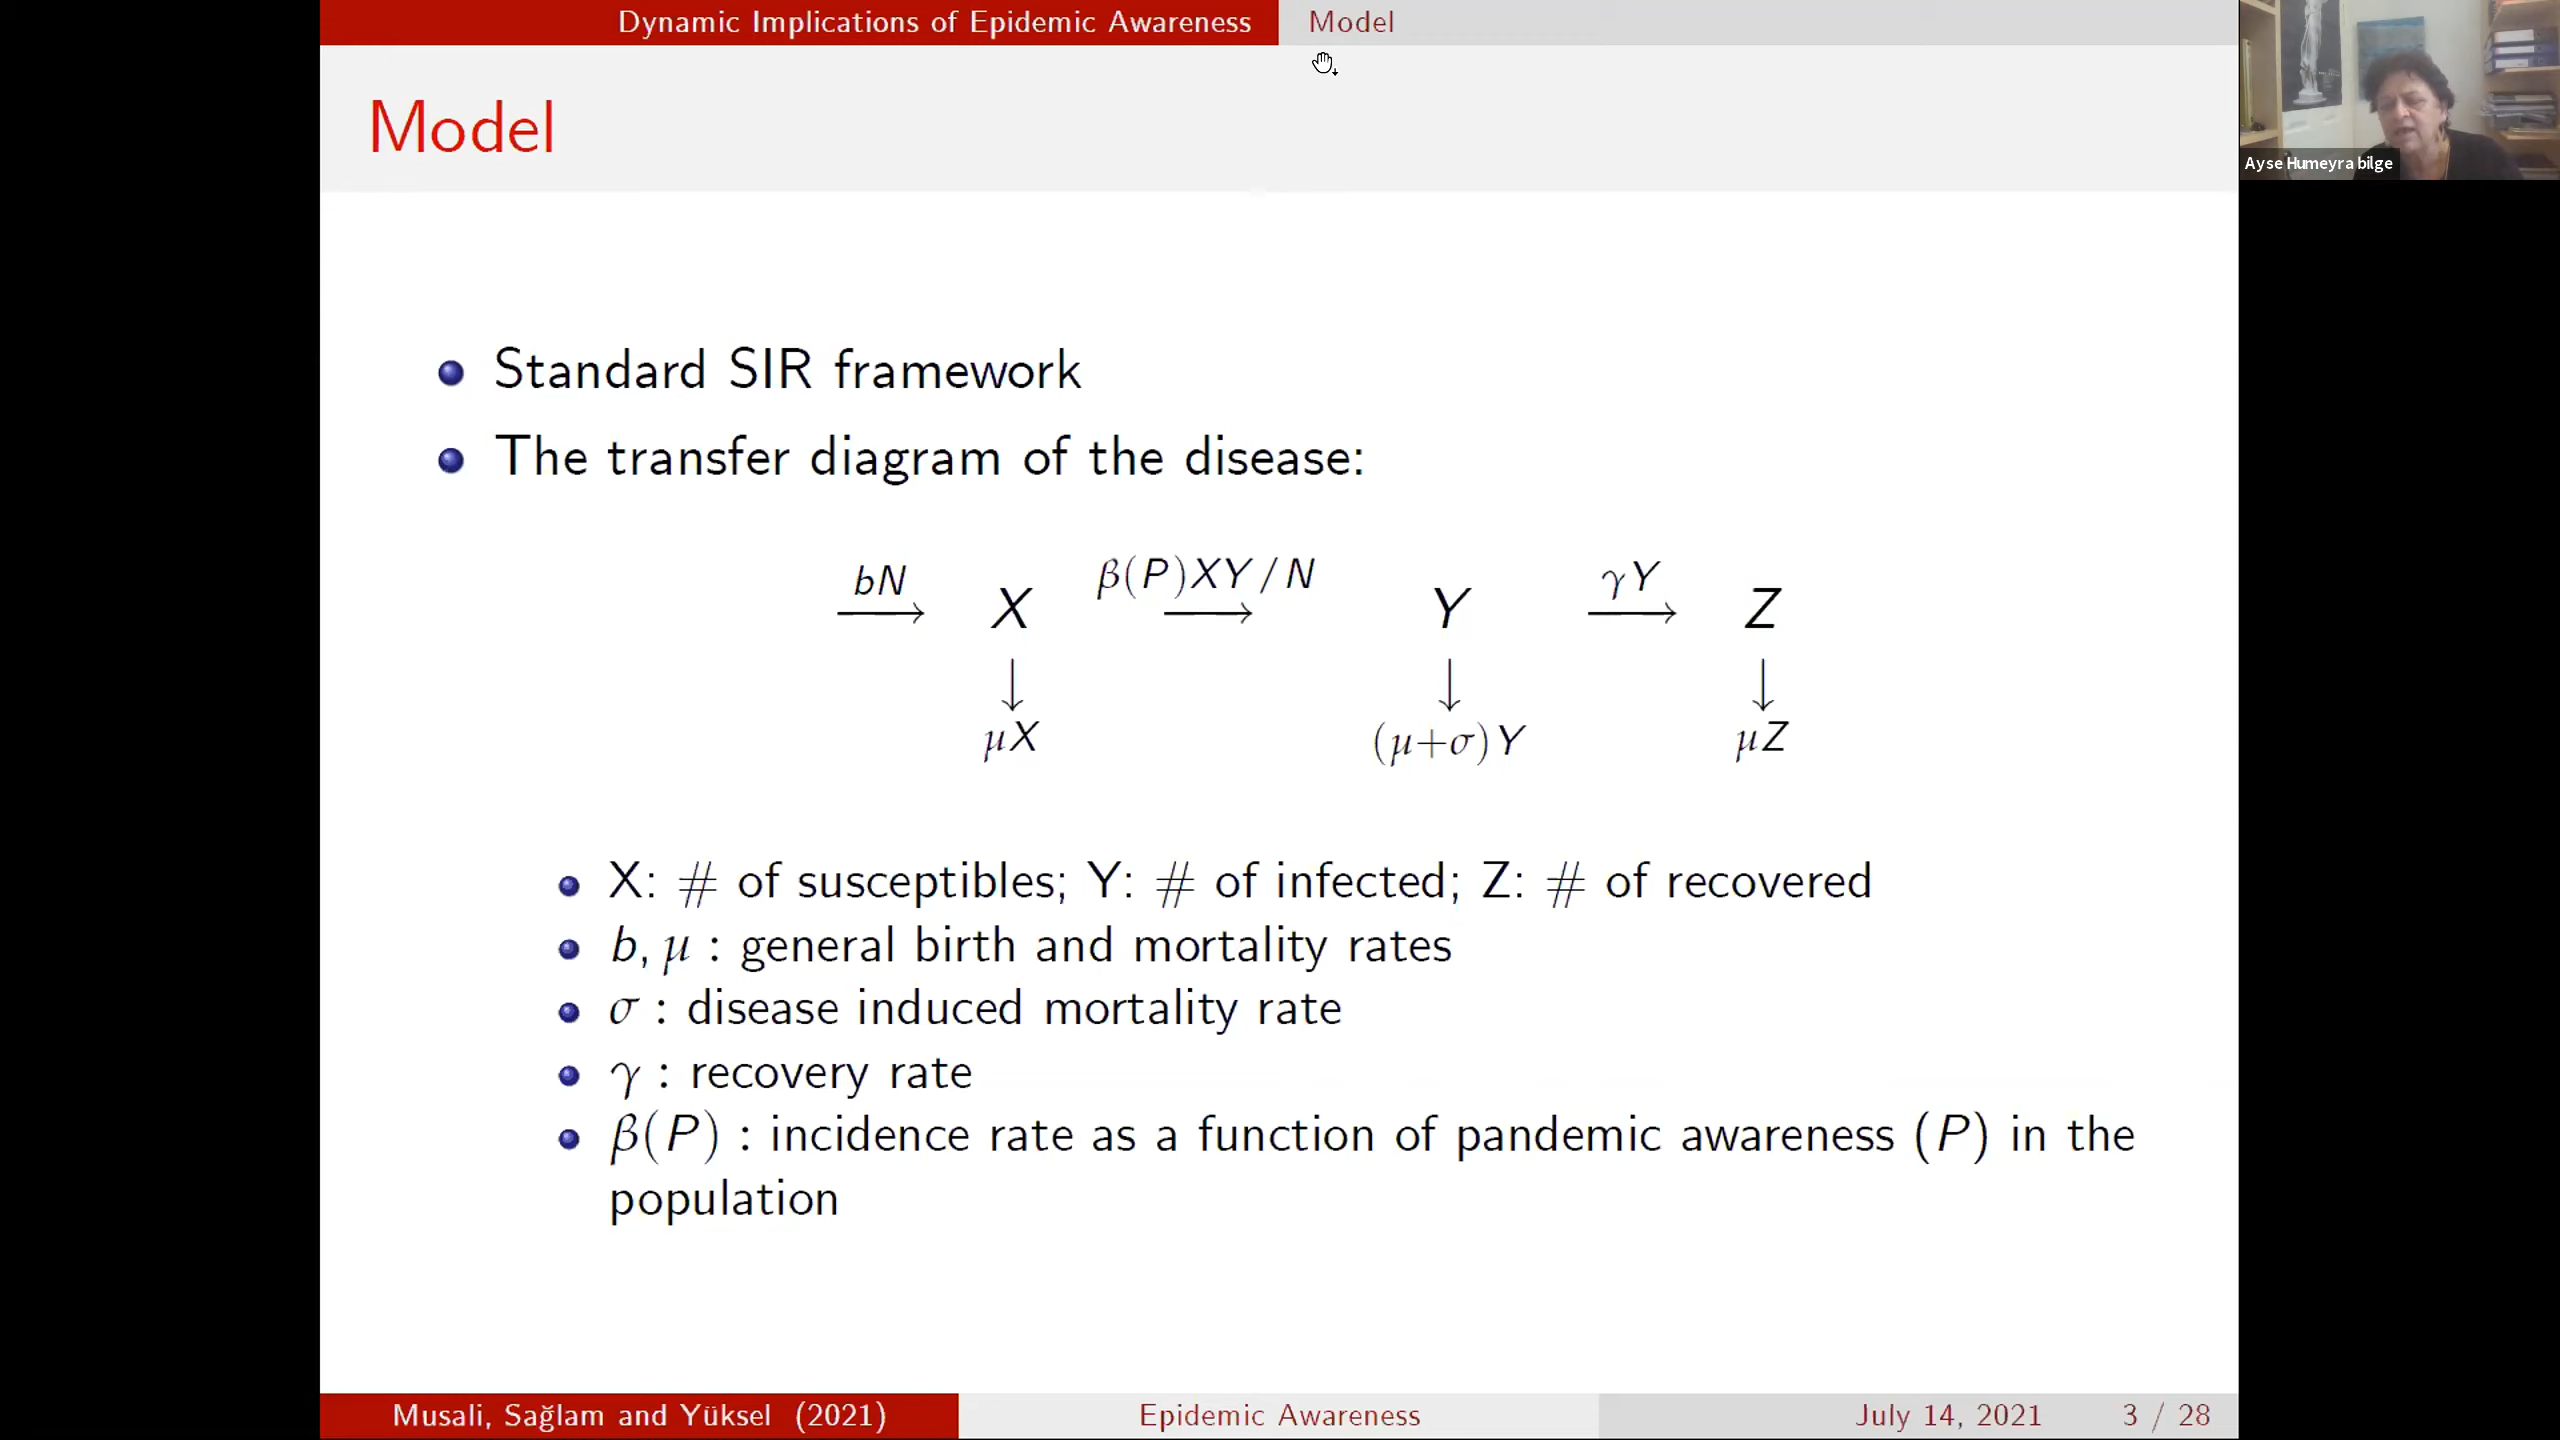 Dynamic Implications of Epidemic Awareness Model
Model
Ayse Humeyra bilge
Standard SIR framework
The transfer diagram of the disease:
bN β(P)XY/N γY
⟶ X ⟶ Y ⟶ Z
↓ ↓ ↓
μX (μ+σ)Y μZ
X: # of susceptibles; Y: # of infected; Z: # of recovered
b, μ : general birth and mortality rates
σ : disease induced mortality rate
γ : recovery rate
β(P) : incidence rate as a function of pandemic awareness (P) in the
population
Musali, Sağlam and Yüksel (2021) Epidemic Awareness July 14, 2021 3 / 28